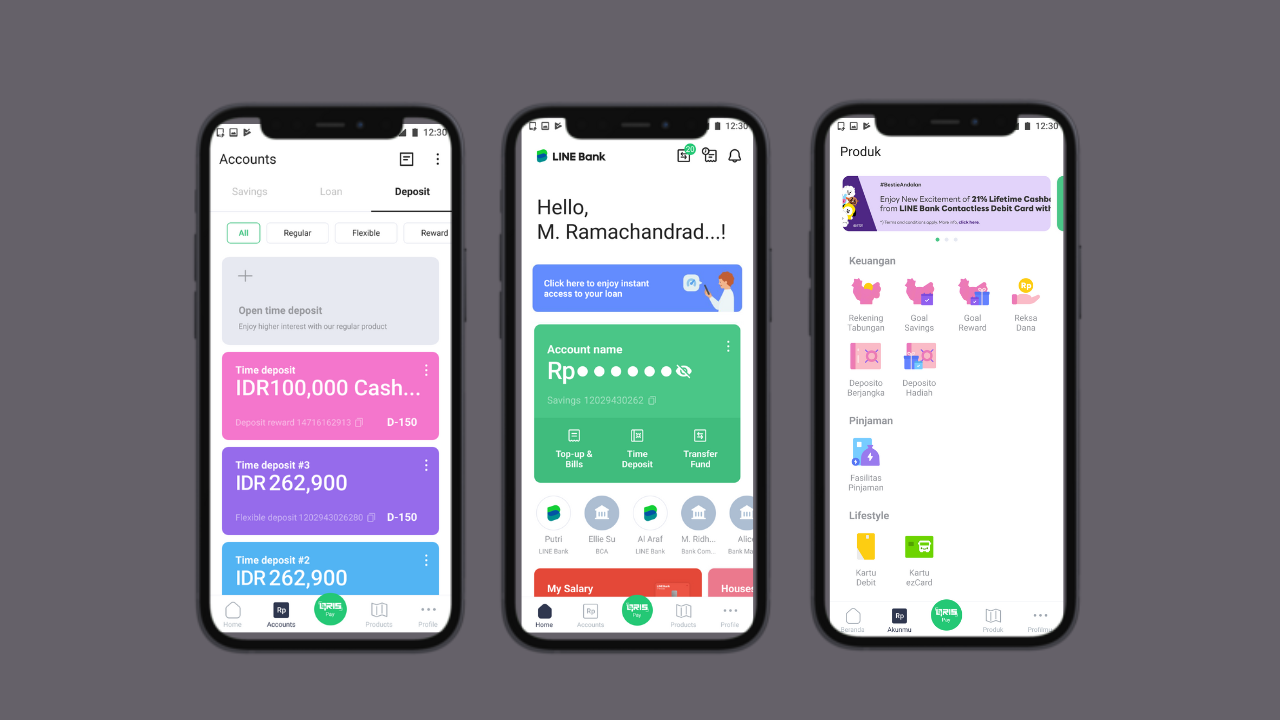 12:30
Accounts
Savings
Loan
Deposit
All
Regular
Flexible
Reward
Open time deposit
Enjoy higher interest with our regular product
Time deposit
IDR100,000 Cash...
Deposit reward 14716162913
D-150
Time deposit #3
IDR 262,900
Flexible deposit 1202943026280
D-150
Time deposit #2
IDR 262,900
Home
Rp
Accounts
QRIS
Pay
Products
Profile
12:30
LINE Bank
20
Hello,
M. Ramachandrad...!
Click here to enjoy instant
access to your loan
Account name
Rp
Savings 12029430262
Top-up &
Bills
Time
Deposit
Transfer
Fund
Putri
LINE Bank
Ellie Su
BCA
Al Araf
LINE Bank
M. Ridh...
Bank Com...
Alice
Bank Ma
My Salary
Houses
Home
Rp
Accounts
QRIS
Pay
Products
Profile
12:30
Produk
#BestieAndalan
Enjoy New Excitement of 21% Lifetime Cashb
from LINE Bank Contactless Debit Card with
*) Terms and conditions apply. More info click here.
Keuangan
Rekening
Tabungan
Goal
Savings
Goal
Reward
Rp
Reksa
Dana
Deposito
Berjangka
Deposito
Hadiah
Pinjaman
Fasilitas
Pinjaman
Lifestyle
Kartu
Debit
Kartu
ezCard
Beranda
Rp
Akunmu
QRIS
Pay
Produk
Profilmu